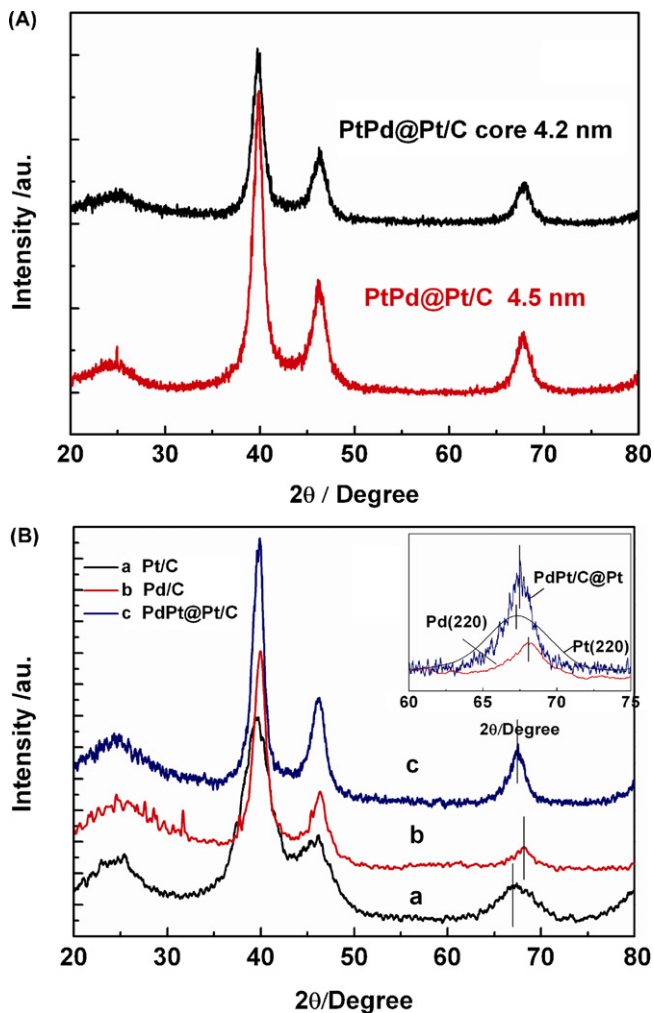 (A)
PtPd@Pt/C core 4.2 nm
PtPd@Pt/C 4.5 nm
Intensity /au.
20 30 40 50 60 70 80
2θ / Degree
(B)
a Pt/C
b Pd/C
c PdPt@Pt/C
PdPt/C@Pt
Pd(220)
Pt(220)
60 65 70 75
2θ/Degree
c
b
a
Intensity /au.
20 30 40 50 60 70 80
2θ/Degree